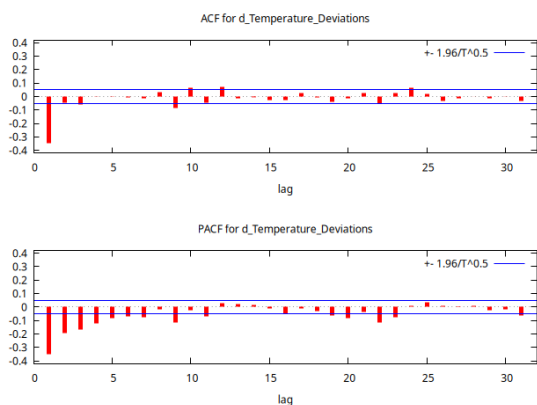 ACF for d_Temperature_Deviations
+- 1.96/T^0.5
0.4
0.3
0.2
0.1
0
-0.1
-0.2
-0.3
-0.4
0 5 10 15 20 25 30
lag
PACF for d_Temperature_Deviations
+- 1.96/T^0.5
0.4
0.3
0.2
0.1
0
-0.1
-0.2
-0.3
-0.4
0 5 10 15 20 25 30
lag